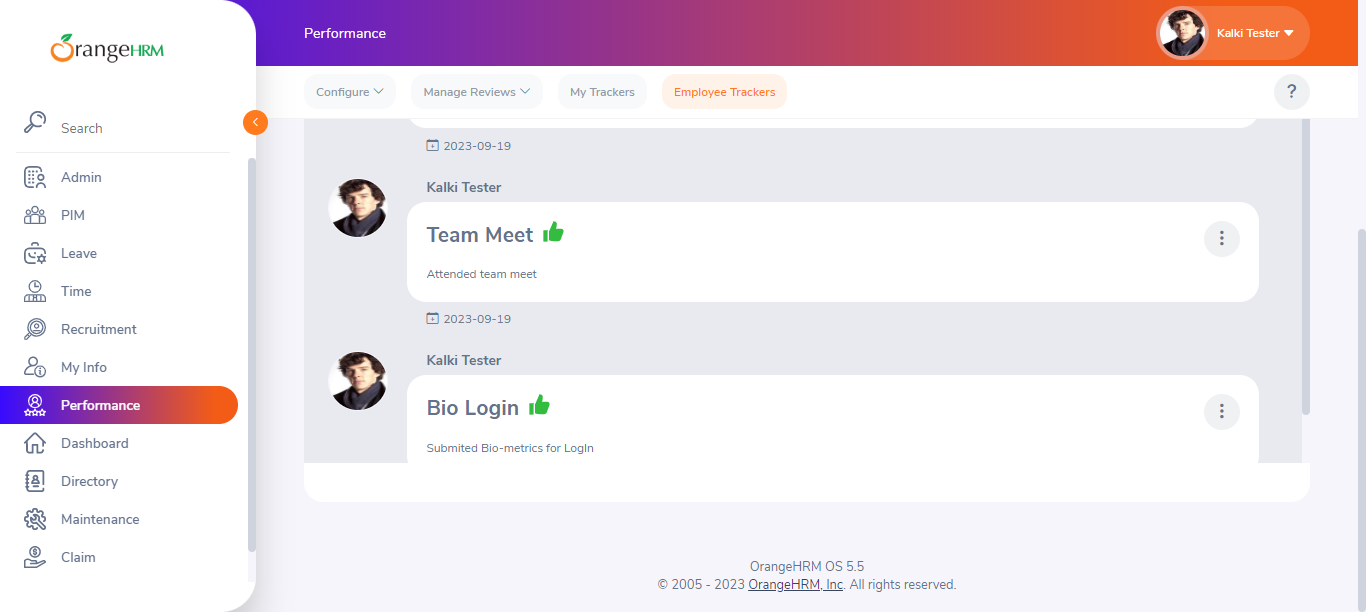 OrangeHRM
Performance
Kalki Tester
Configure
Manage Reviews
My Trackers
Employee Trackers
?
Search
Admin
PIM
Leave
Time
Recruitment
My Info
Performance
Dashboard
Directory
Maintenance
Claim
2023-09-19
Kalki Tester
Team Meet
Attended team meet
2023-09-19
Kalki Tester
Bio Login
Submited Bio-metrics for LogIn
OrangeHRM OS 5.5
© 2005 - 2023 OrangeHRM, Inc. All rights reserved.